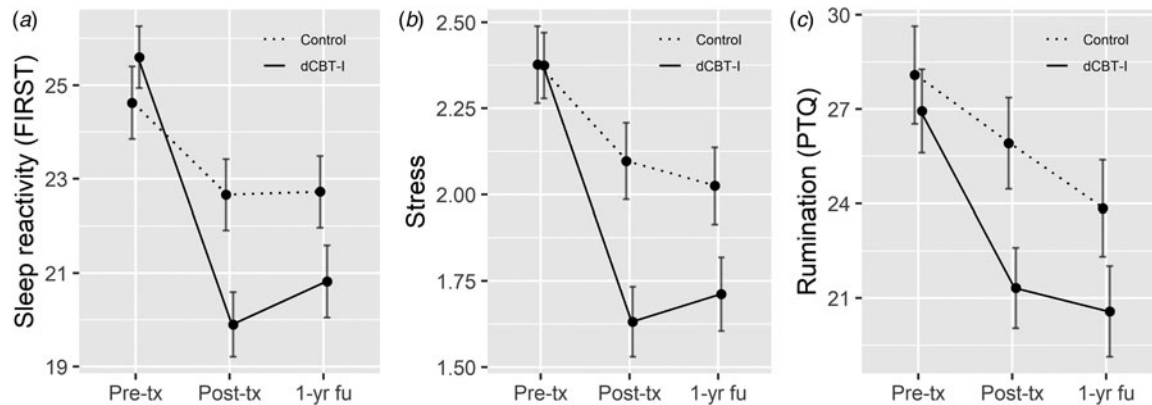 (a)
Sleep reactivity (FIRST)
25
23
21
19
Control
dCBT-I
Pre-tx Post-tx 1-yr fu
(b)
Stress
2.50
2.25
2.00
1.75
1.50
Control
dCBT-I
Pre-tx Post-tx 1-yr fu
(c)
Rumination (PTQ)
30
27
24
21
Control
dCBT-I
Pre-tx Post-tx 1-yr fu